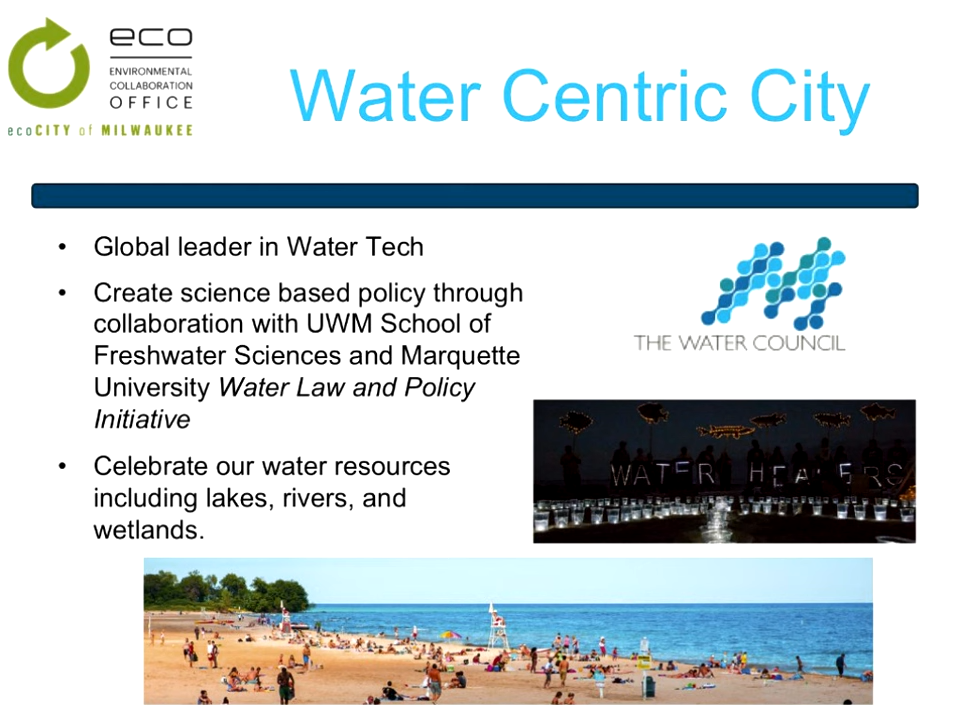 eco
ENVIRONMENTAL
COLLABORATION
OFFICE
ecoCITY of MILWAUKEE
Water Centric City
• Global leader in Water Tech
• Create science based policy through
collaboration with UWM School of
Freshwater Sciences and Marquette
University Water Law and Policy
Initiative
• Celebrate our water resources
including lakes, rivers, and
wetlands.
THE WATER COUNCIL
WATER HEALERS